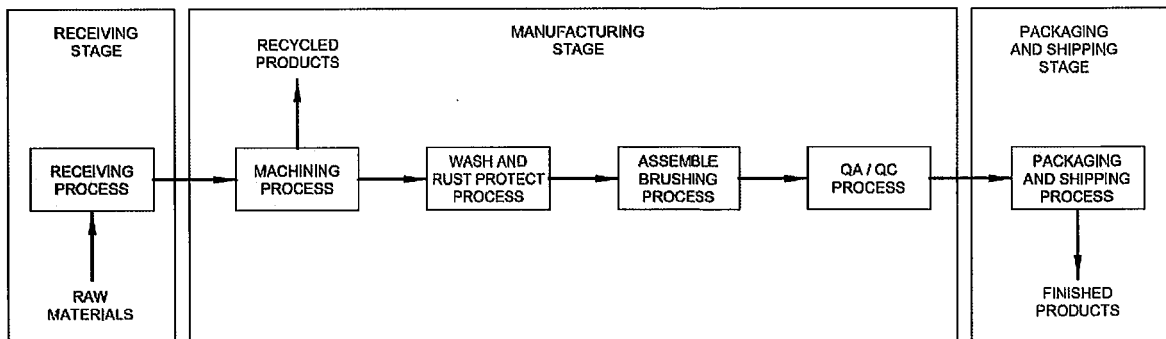 RECEIVING
STAGE
RAW
MATERIALS
RECEIVING
PROCESS
MANUFACTURING
STAGE
RECYCLED
PRODUCTS
MACHINING
PROCESS
WASH AND
RUST PROTECT
PROCESS
ASSEMBLE
BRUSHING
PROCESS
QA / QC
PROCESS
PACKAGING
AND SHIPPING
STAGE
PACKAGING
AND SHIPPING
PROCESS
FINISHED
PRODUCTS